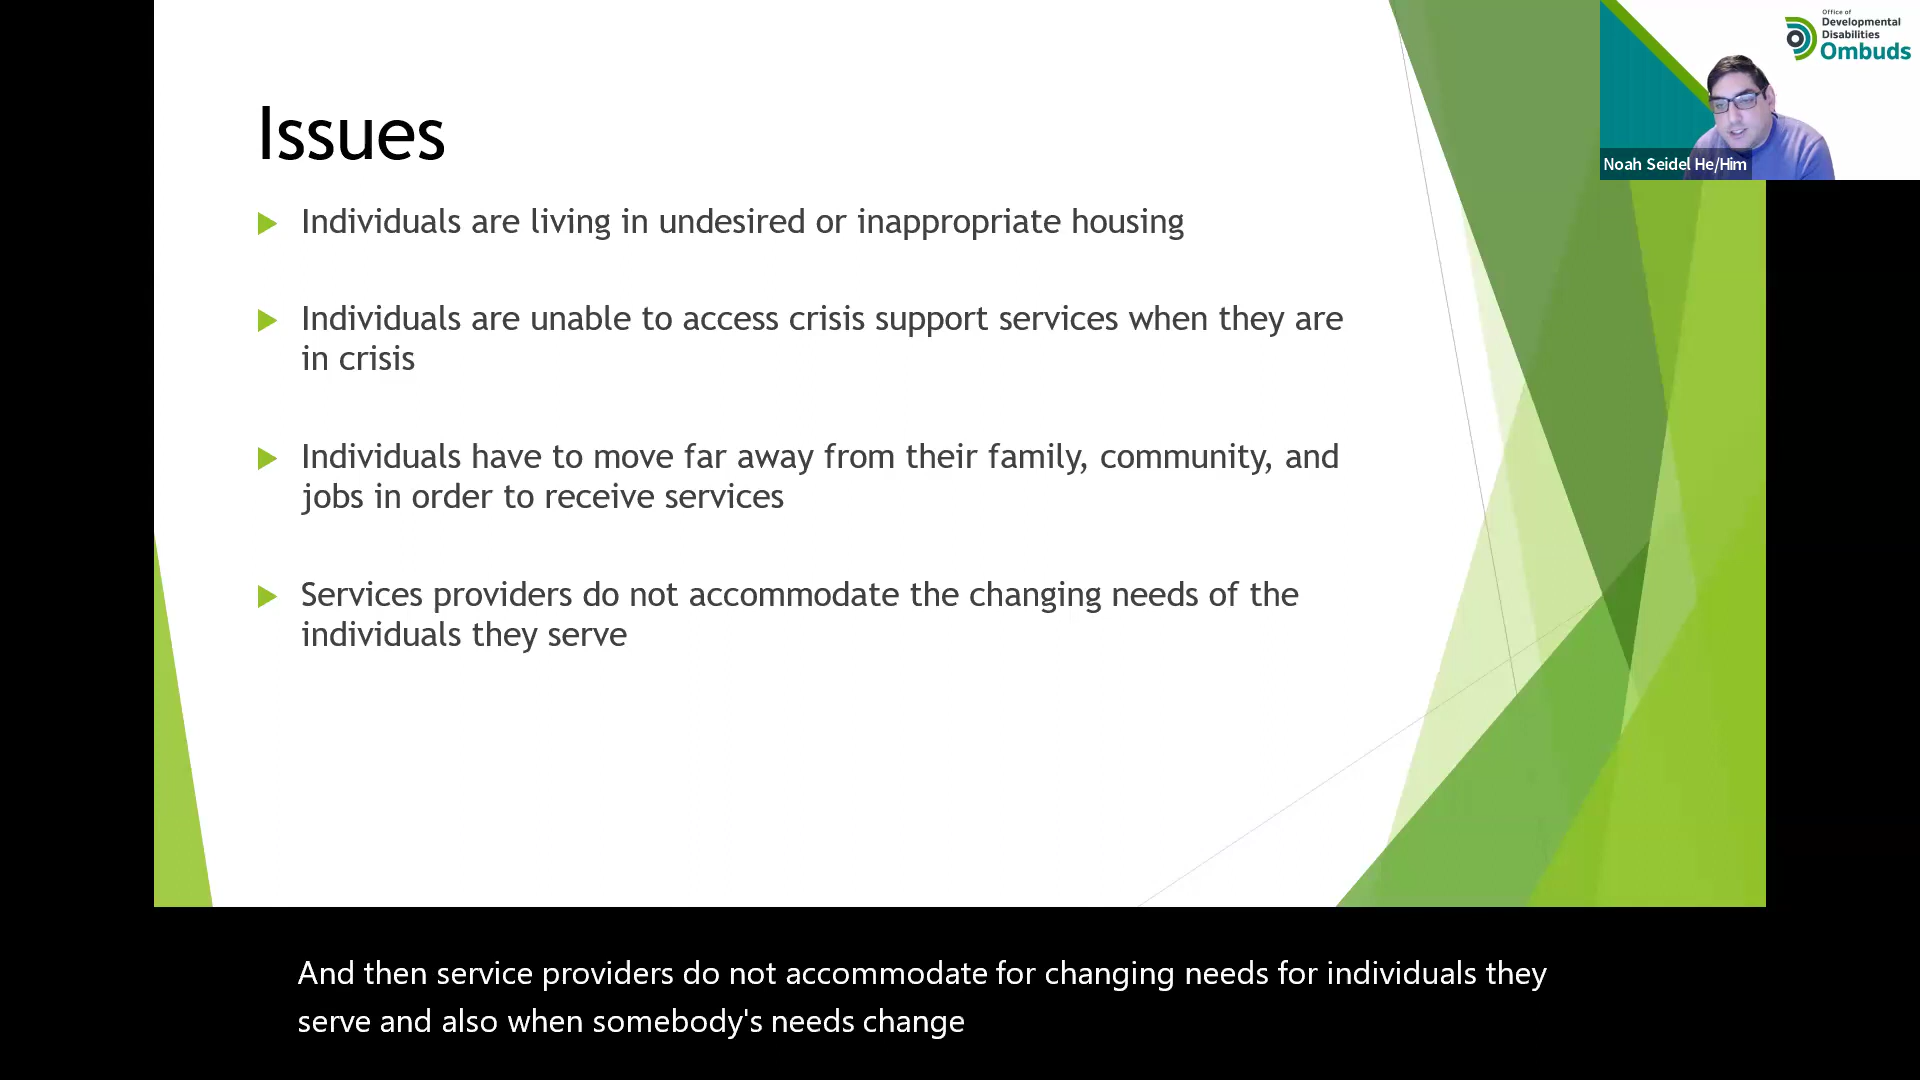 Office of
Developmental
Disabilities
Ombuds
Noah Seidel He/Him
Issues
Individuals are living in undesired or inappropriate housing
Individuals are unable to access crisis support services when they are
in crisis
Individuals have to move far away from their family, community, and
jobs in order to receive services
Services providers do not accommodate the changing needs of the
individuals they serve
And then service providers do not accommodate for changing needs for individuals they
serve and also when somebody's needs change